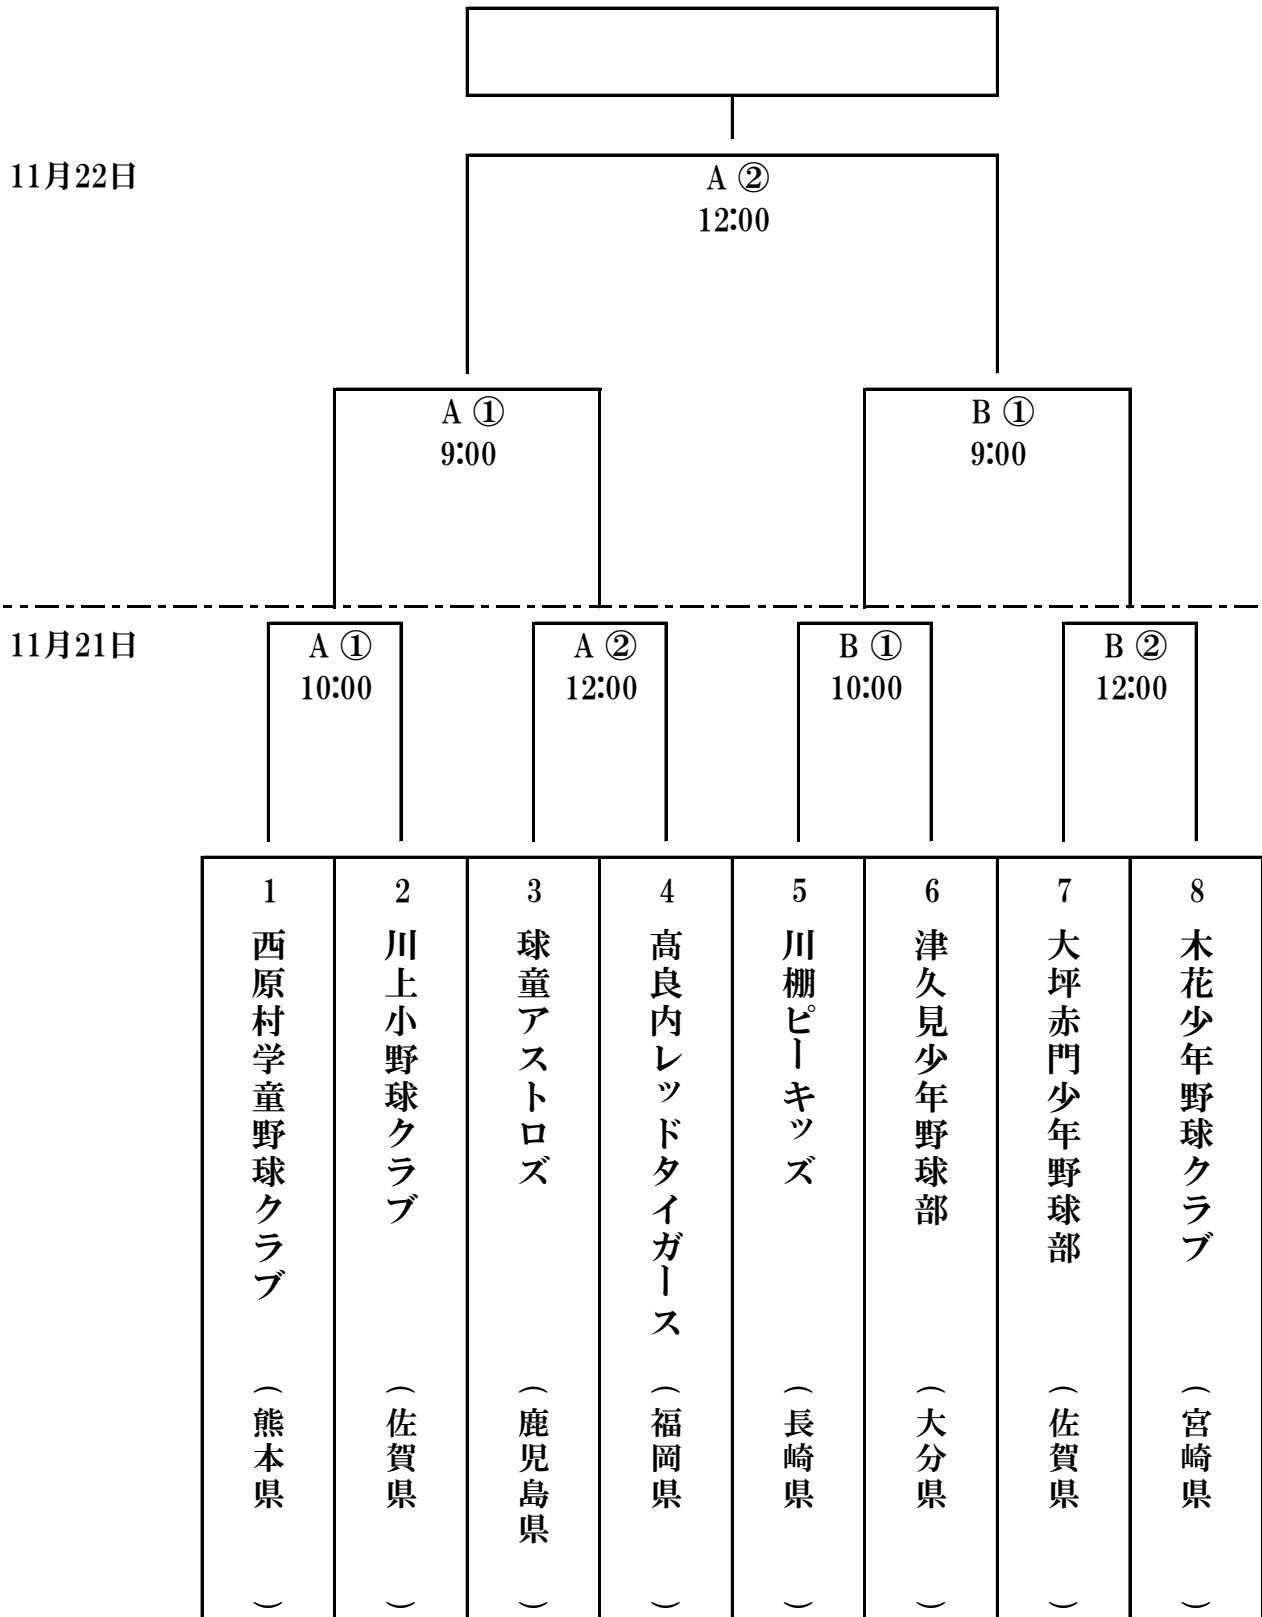 11月22日
A ②
12:00
A ①
9:00
B ①
9:00
11月21日
A ①
10:00
A ②
12:00
B ①
10:00
B ②
12:00
1
西原村学童野球クラブ
（熊本県）
2
川上小野球クラブ
（佐賀県）
3
球童アストロズ
（鹿児島県）
4
髙良内レッドタイガース
（福岡県）
5
川棚ピーキッズ
（長崎県）
6
津久見少年野球部
（大分県）
7
大坪赤門少年野球部
（佐賀県）
8
木花少年野球クラブ
（宮崎県）